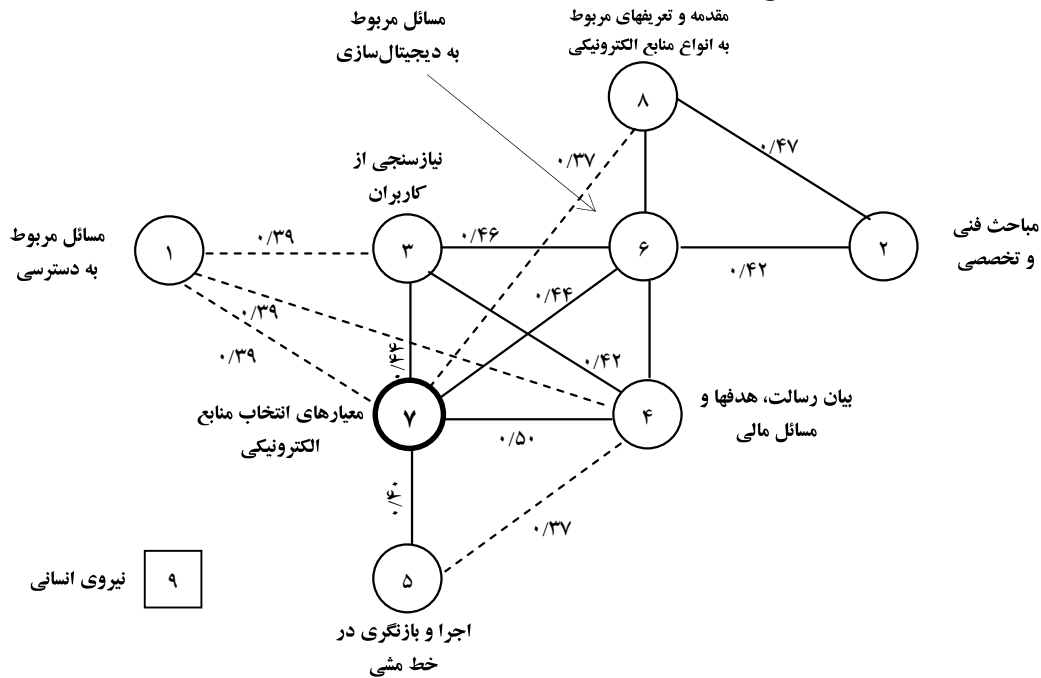 مسائل مربوط
به دیجیتال‌سازی
مقدمه و تعریفهای مربوط
به انواع منابع الکترونیکی
۸
۰/۴۷
۰/۳۷
نیازسنجی از
کاربران
مسائل مربوط
به دسترسی
۱
۰/۳۹
۳
۰/۴۶
۶
۰/۴۲
۲
مباحث فنی
و تخصصی
۰/۳۹
۰/۳۹
۰/۴۴
۰/۴۴
۰/۴۲
معیارهای انتخاب منابع
الکترونیکی
۷
۰/۵۰
۴
بیان رسالت، هدفها و
مسائل مالی
۰/۴۰
۰/۳۷
۵
اجرا و بازنگری در
خط مشی
۹
نیروی انسانی